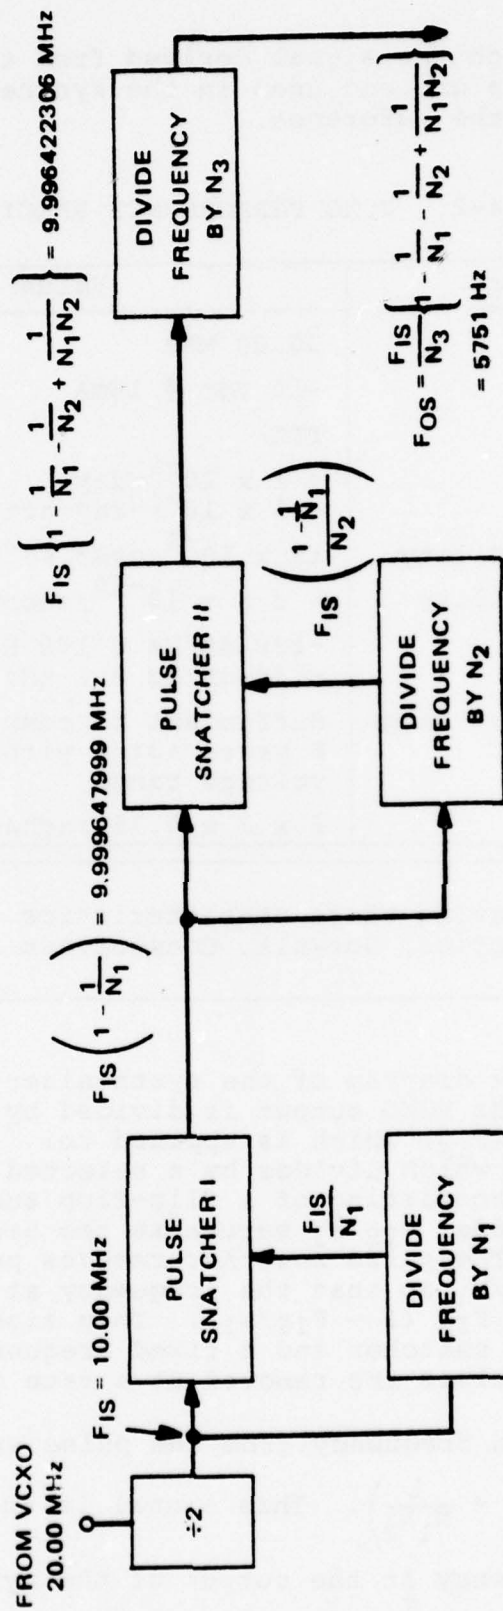 FROM VCXO
20.00 MHz
÷2
F_IS = 10.00 MHz
PULSE
SNATCHER I
F_IS/N_1
DIVIDE
FREQUENCY
BY N_1
F_IS (1 - 1/N_1) = 9.999647999 MHz
PULSE
SNATCHER II
F_IS ((1 - 1/N_1)/N_2)
DIVIDE
FREQUENCY
BY N_2
F_IS {1 1/N_1 - 1/N_2 + 1/(N_1N_2)} = 9.996422306 MHz
DIVIDE
FREQUENCY
BY N_3
F_OS = F_IS/N_3 {1 - 1/N_1 - 1/N_2 + 1/(N_1N_2)}
= 5751 Hz